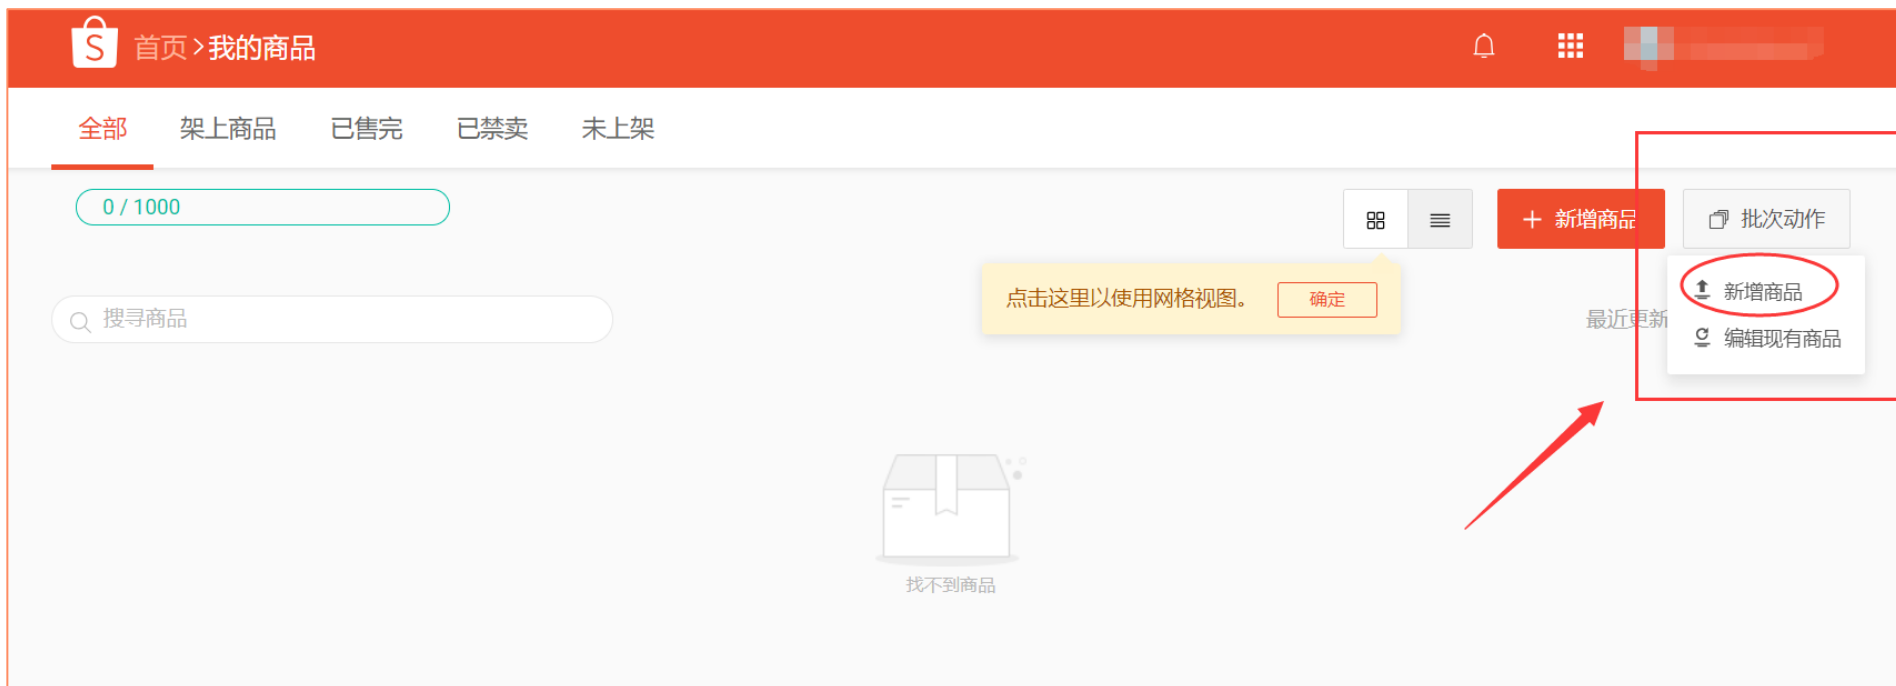 首页>我的商品
全部 架上商品 已售完 已禁卖 未上架
0 / 1000
新增商品 批次动作
点击这里以使用网格视图。 确定
新增商品
搜寻商品
最近更新
编辑现有商品
找不到商品